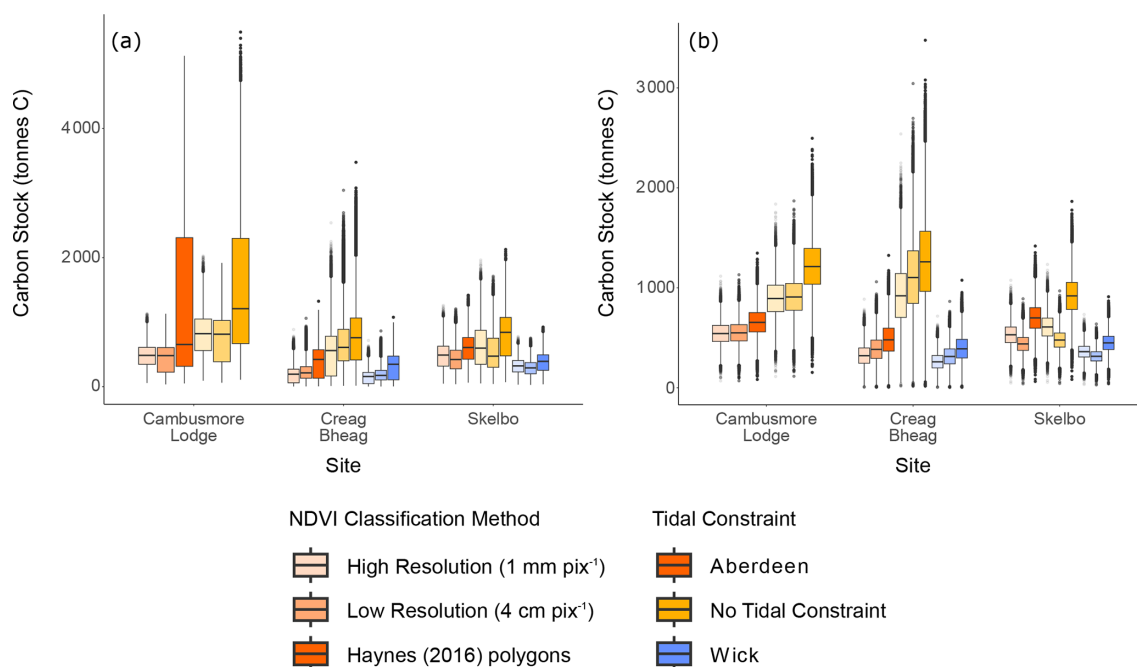 (a)
Carbon Stock (tonnes C)
4000
2000
0
Cambusmore
Lodge
Creag
Bheag
Skelbo
Site
(b)
Carbon Stock (tonnes C)
3000
2000
1000
0
Cambusmore
Lodge
Creag
Bheag
Skelbo
Site
NDVI Classification Method
High Resolution (1 mm pix⁻¹)
Low Resolution (4 cm pix⁻¹)
Haynes (2016) polygons
Tidal Constraint
Aberdeen
No Tidal Constraint
Wick